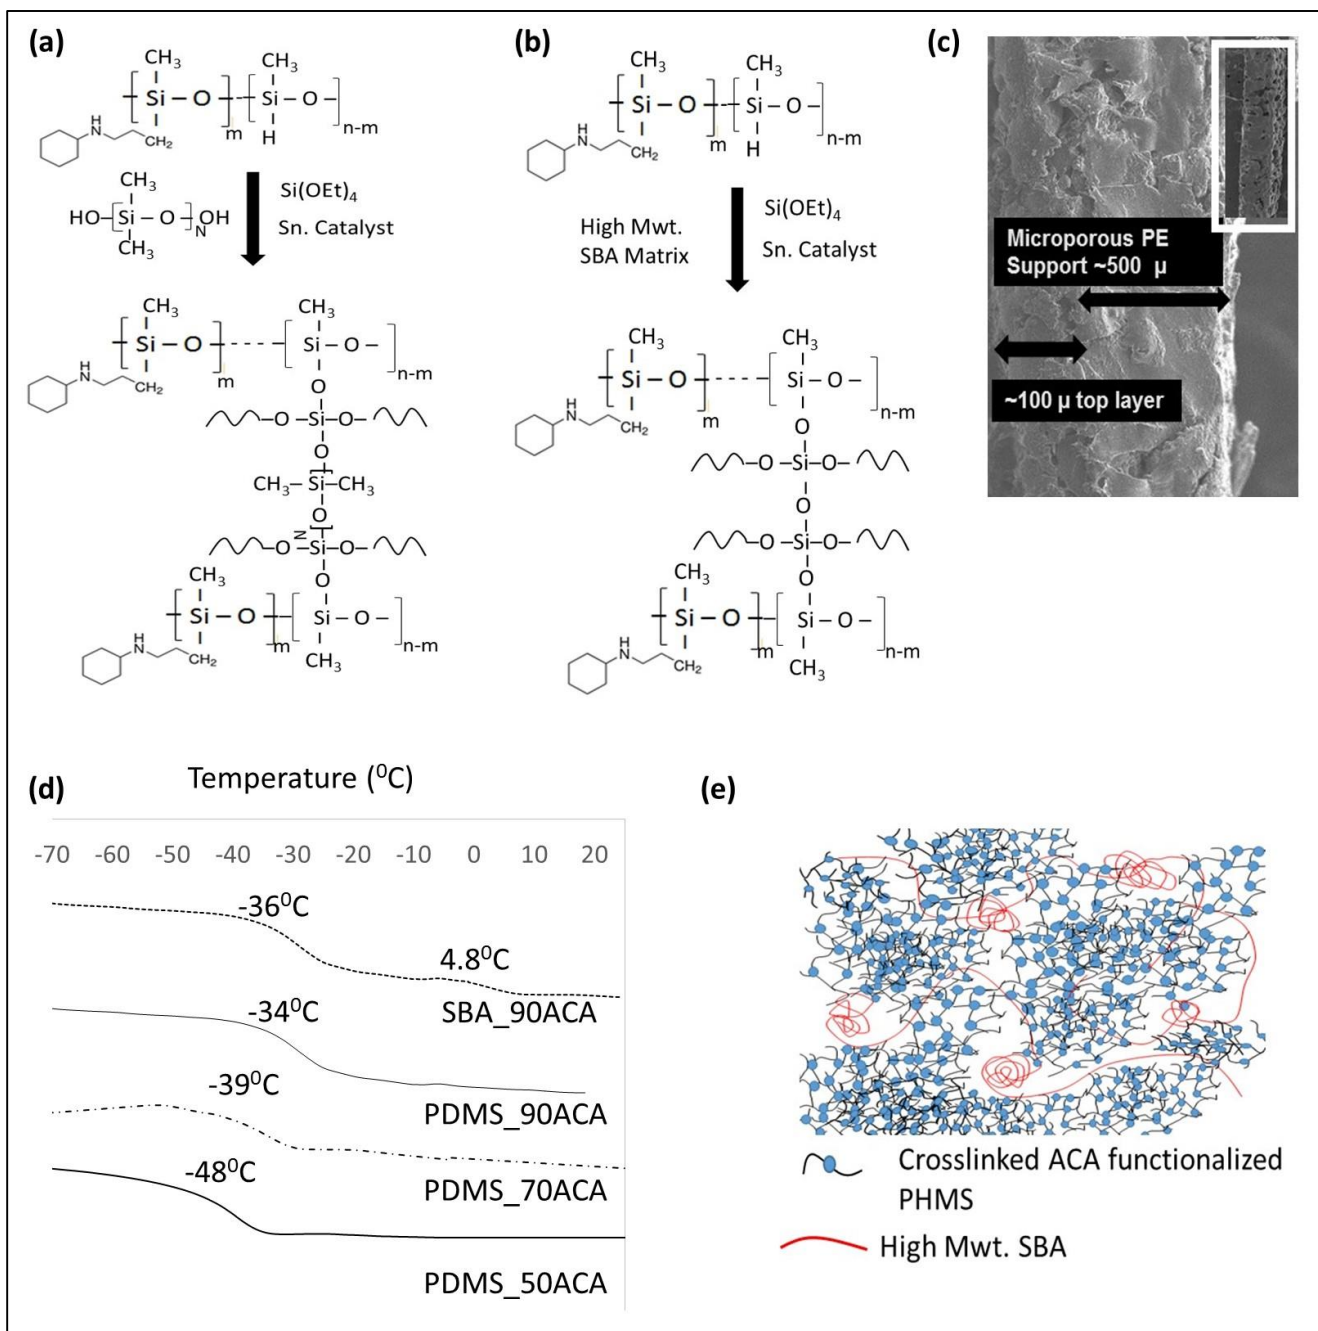 (a)
CH₃
Si – O
Si – O –
H
m
n-m
H
N
CH₂
CH₃
HO
Si – O
OH
N
CH₃
Si(OEt)₄
Sn. Catalyst
CH₃
CH₃
Si – O
Si – O –
m
n-m
H
N
CH₂
O
–O–Si–O–
O
CH₃–Si–CH₃
O
N
–O–Si–O–
CH₃
O
Si – O
Si – O –
m
n-m
H
N
CH₂
CH₃
(b)
CH₃
CH₃
Si – O
Si – O –
H
m
n-m
H
N
CH₂
High Mwt.
SBA Matrix
Si(OEt)₄
Sn. Catalyst
CH₃
CH₃
Si – O
Si – O –
m
n-m
H
N
CH₂
O
–O–Si–O–
O
–O–Si–O–
CH₃
O
Si – O
Si – O –
m
n-m
H
N
CH₂
CH₃
(c)
Microporous PE
Support ~500 µ
~100 µ top layer
(d)
Temperature (⁰C)
-70 -60 -50 -40 -30 -20 -10 0 10 20
-36⁰C
4.8⁰C
SBA_90ACA
-34⁰C
PDMS_90ACA
-39⁰C
PDMS_70ACA
-48⁰C
PDMS_50ACA
(e)
Crosslinked ACA functionalized
PHMS
High Mwt. SBA